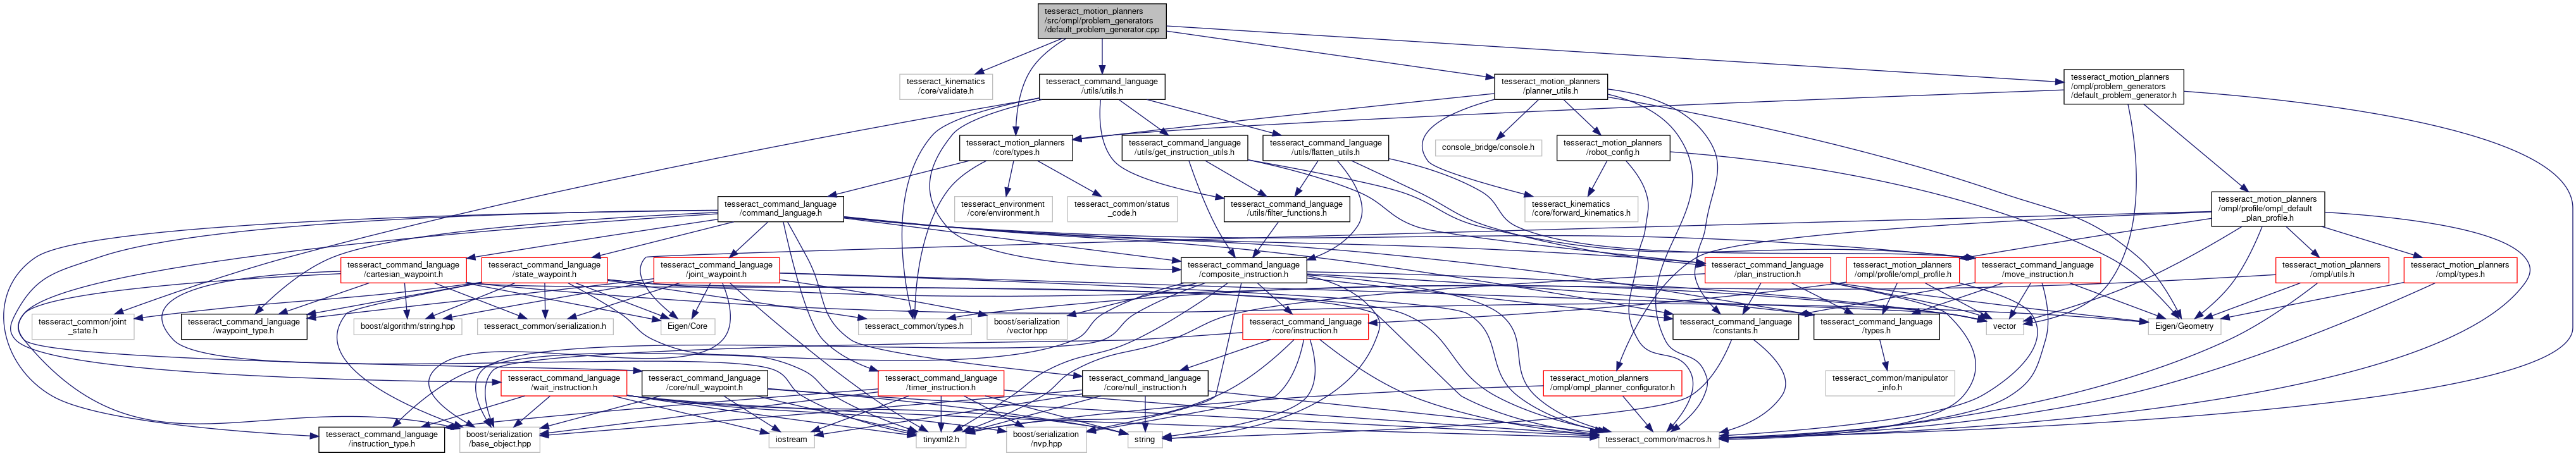 tesseract_motion_planners
/src/ompl/problem_generators
/default_problem_generator.cpp
tesseract_kinematics
/core/validate.h
tesseract_command_language
/utils/utils.h
tesseract_motion_planners
/planner_utils.h
tesseract_motion_planners
/ompl/problem_generators
/default_problem_generator.h
tesseract_motion_planners
/core/types.h
tesseract_command_language
/utils/get_instruction_utils.h
tesseract_command_language
/utils/flatten_utils.h
console_bridge/console.h
tesseract_motion_planners
/robot_config.h
tesseract_command_language
/command_language.h
tesseract_environment
/core/environment.h
tesseract_common/status
_code.h
tesseract_command_language
/utils/filter_functions.h
tesseract_kinematics
/core/forward_kinematics.h
tesseract_motion_planners
/ompl/profile/ompl_default
_plan_profile.h
tesseract_command_language
/cartesian_waypoint.h
tesseract_command_language
/state_waypoint.h
tesseract_command_language
/joint_waypoint.h
tesseract_command_language
/composite_instruction.h
tesseract_command_language
/plan_instruction.h
tesseract_motion_planners
/ompl/profile/ompl_profile.h
tesseract_command_language
/move_instruction.h
tesseract_motion_planners
/ompl/utils.h
tesseract_motion_planners
/ompl/types.h
tesseract_common/joint
_state.h
tesseract_command_language
/waypoint_type.h
boost/algorithm/string.hpp
tesseract_common/serialization.h
Eigen/Core
tesseract_common/types.h
boost/serialization
/vector.hpp
tesseract_command_language
/core/instruction.h
tesseract_command_language
/constants.h
tesseract_command_language
/types.h
vector
Eigen/Geometry
tesseract_command_language
/wait_instruction.h
tesseract_command_language
/core/null_waypoint.h
tesseract_command_language
/timer_instruction.h
tesseract_command_language
/core/null_instruction.h
tesseract_motion_planners
/ompl/ompl_planner_configurator.h
tesseract_common/manipulator
_info.h
tesseract_command_language
/instruction_type.h
boost/serialization
/base_object.hpp
iostream
tinyxml2.h
boost/serialization
/nvp.hpp
string
tesseract_common/macros.h